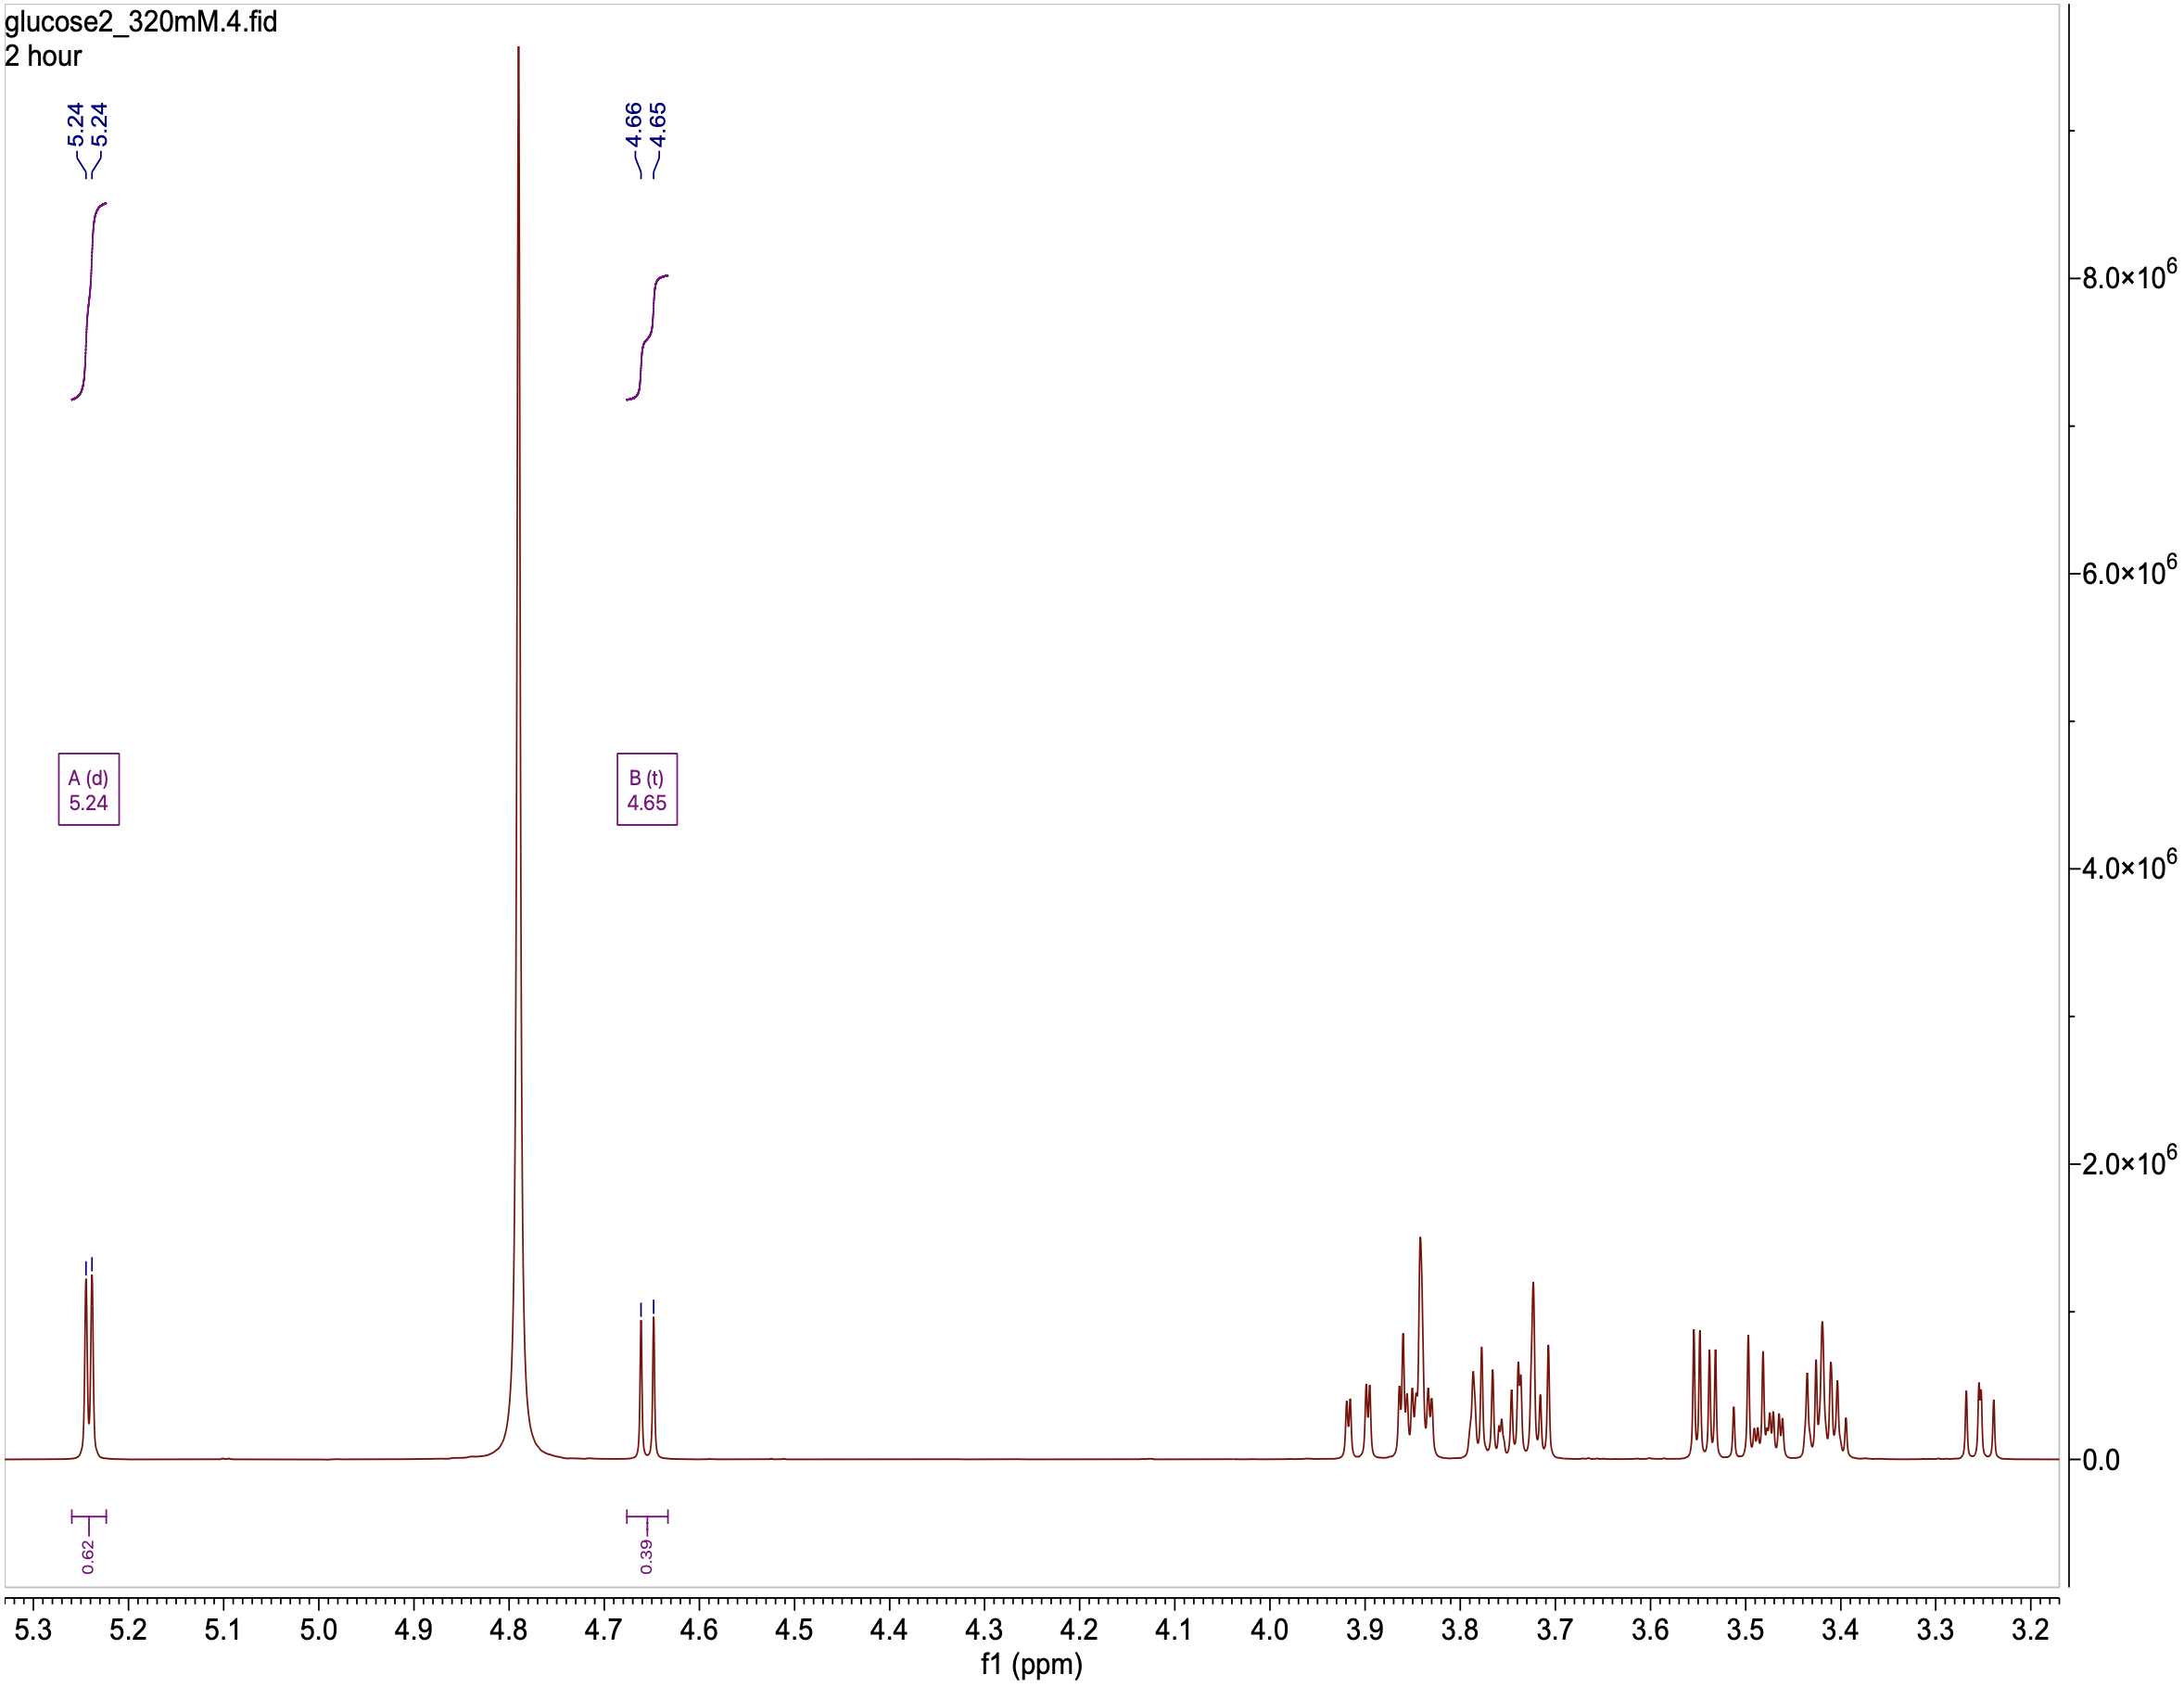 glucose2_320mM.4.fid
2 hour
5.24
5.24
4.66
4.65
8.0×10⁶
6.0×10⁶
A (d)
5.24
B (t)
4.65
4.0×10⁶
2.0×10⁶
0.0
0.62
0.39
5.3 5.2 5.1 5.0 4.9 4.8 4.7 4.6 4.5 4.4 4.3 4.2 4.1 4.0 3.9 3.8 3.7 3.6 3.5 3.4 3.3 3.2
f1 (ppm)